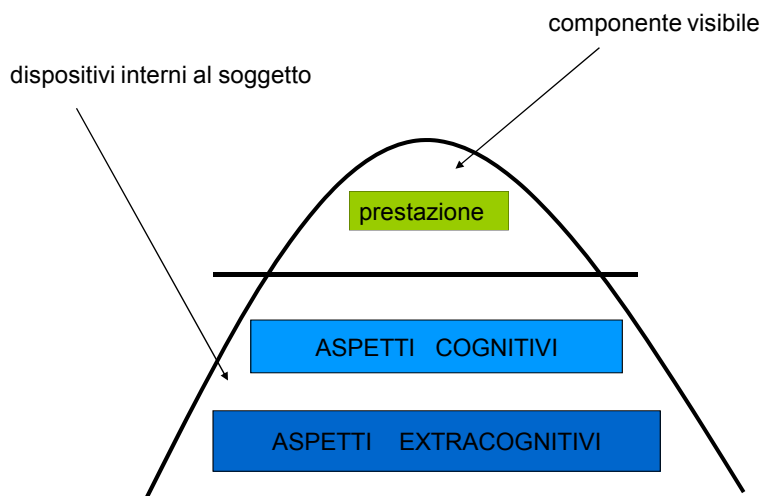 componente visibile
dispositivi interni al soggetto
prestazione
ASPETTI COGNITIVI
ASPETTI EXTRACOGNITIVI